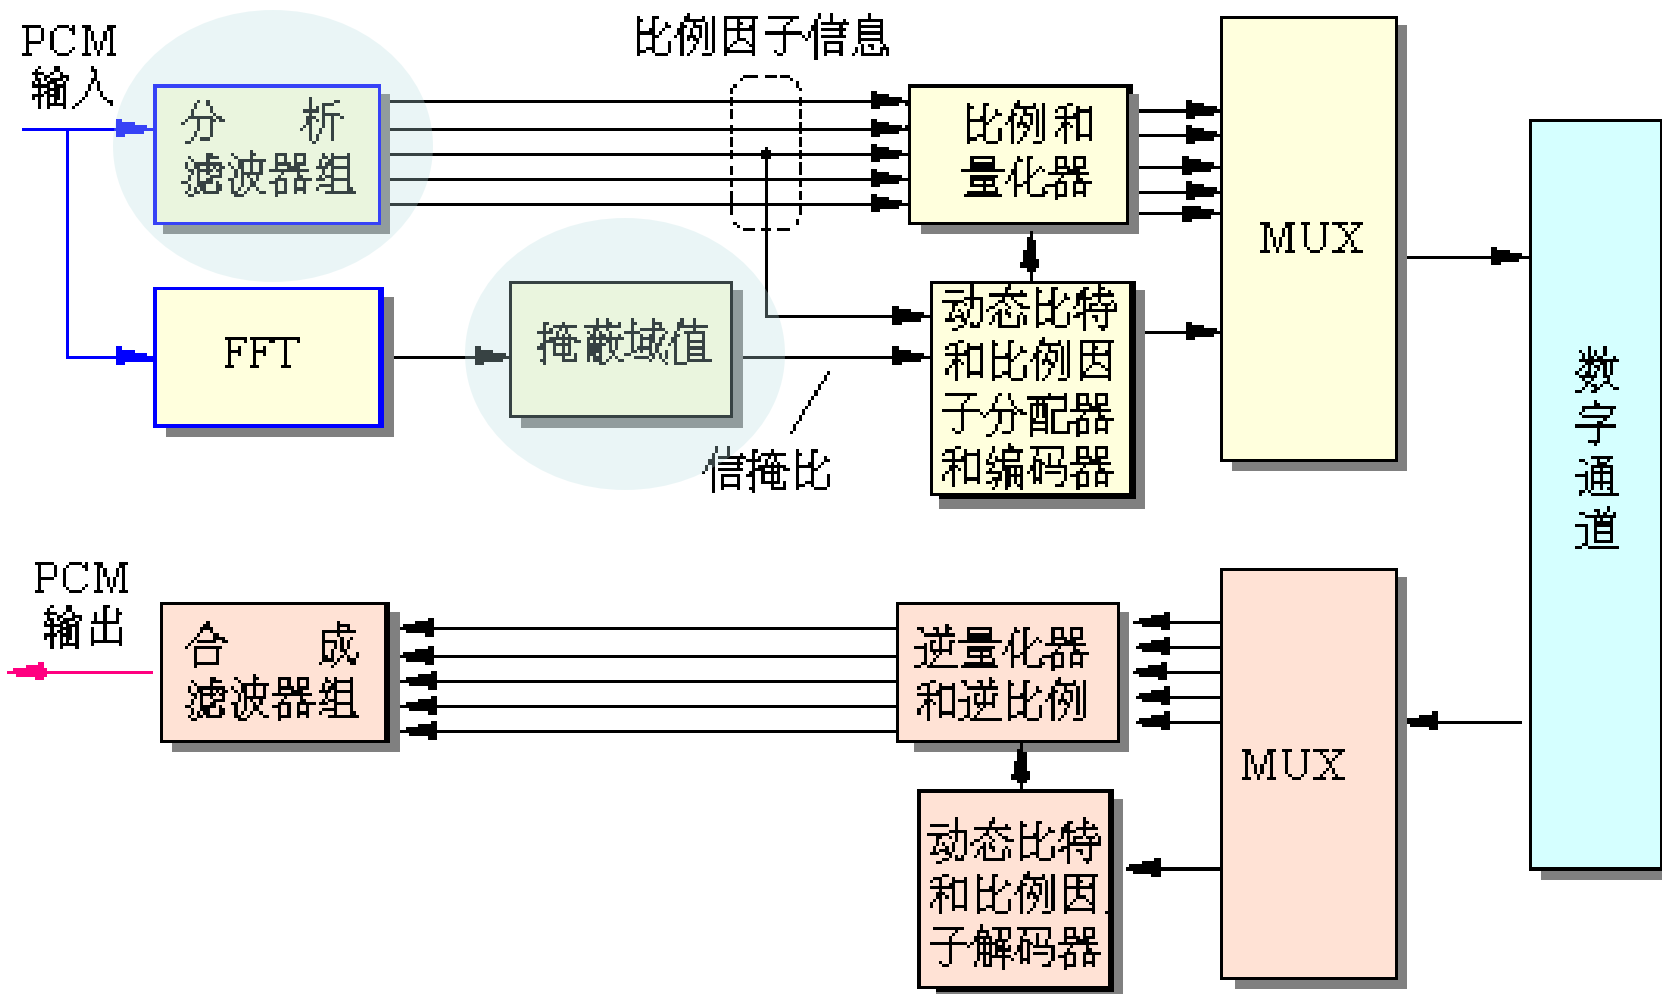 PCM
输入
比例因子信息
分 析
滤波器组
比例和
量化器
MUX
FFT
掩蔽域值
信掩比
动态比特
和比例因
子分配器
和编码器
数
字
通
道
PCM
输出
合 成
滤波器组
逆量化器
和逆比例
MUX
动态比特
和比例因
子解码器